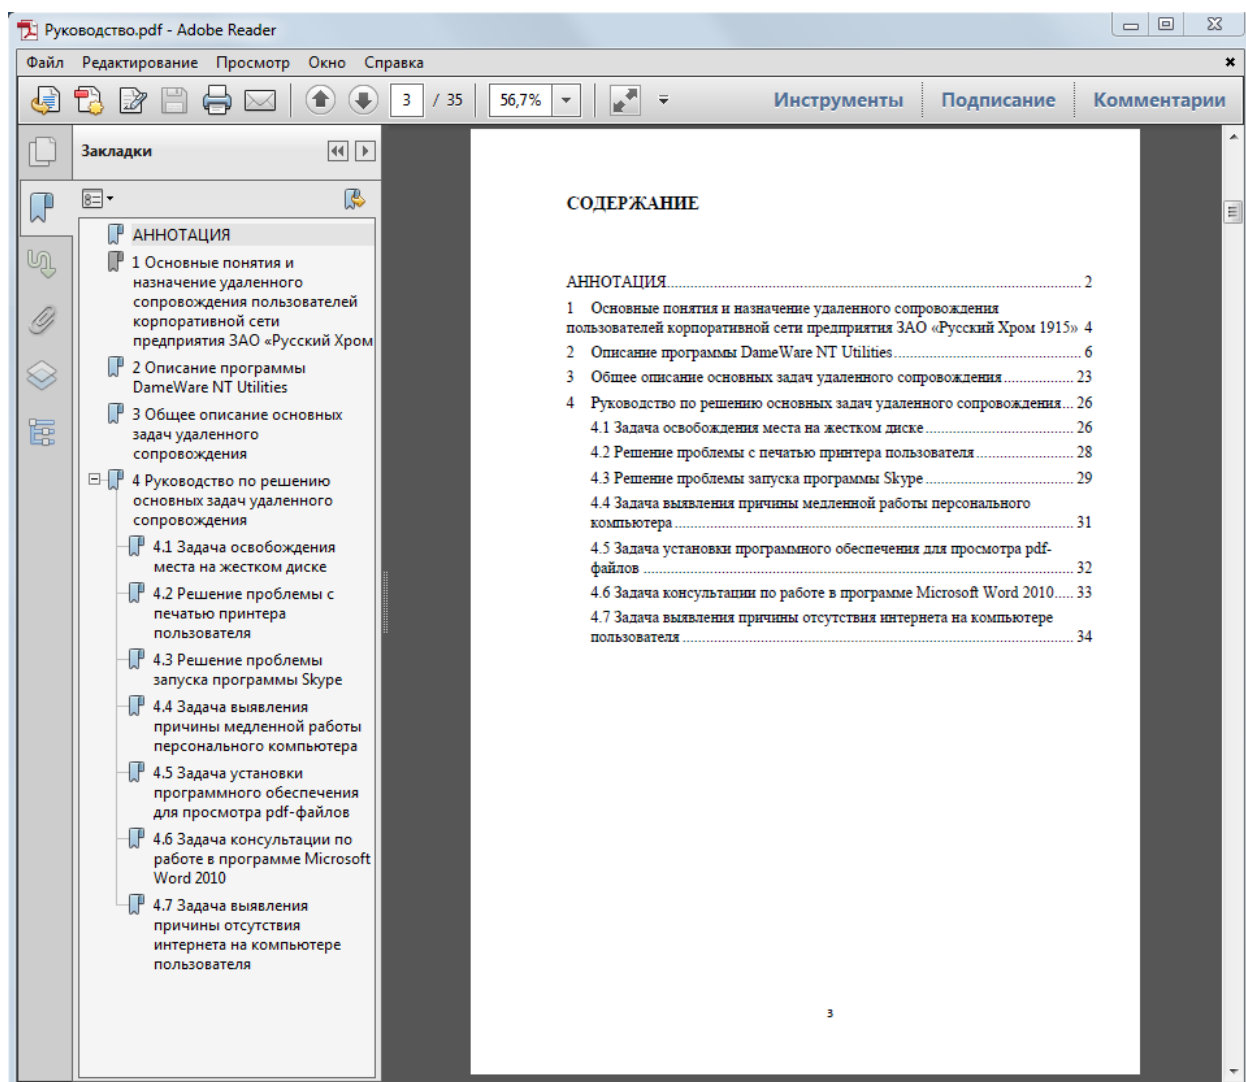 Руководство.pdf - Adobe Reader
Файл Редактирование Просмотр Окно Справка
3 / 35 56,7% Инструменты Подписание Комментарии
Закладки
АННОТАЦИЯ
1 Основные понятия и
назначение удаленного
сопровождения пользователей
корпоративной сети
предприятия ЗАО «Русский Хром
2 Описание программы
DameWare NT Utilities
3 Общее описание основных
задач удаленного
сопровождения
4 Руководство по решению
основных задач удаленного
сопровождения
4.1 Задача освобождения
места на жестком диске
4.2 Решение проблемы с
печатью принтера
пользователя
4.3 Решение проблемы
запуска программы Skype
4.4 Задача выявления
причины медленной работы
персонального компьютера
4.5 Задача установки
программного обеспечения
для просмотра pdf-файлов
4.6 Задача консультации по
работе в программе Microsoft
Word 2010
4.7 Задача выявления
причины отсутствия
интернета на компьютере
пользователя
СОДЕРЖАНИЕ
АННОТАЦИЯ........ 2
1 Основные понятия и назначение удаленного сопровождения
пользователей корпоративной сети предприятия ЗАО «Русский Хром 1915» 4
2 Описание программы DameWare NT Utilities........ 6
3 Общее описание основных задач удаленного сопровождения........ 23
4 Руководство по решению основных задач удаленного сопровождения... 26
4.1 Задача освобождения места на жестком диске........ 26
4.2 Решение проблемы с печатью принтера пользователя........ 28
4.3 Решение проблемы запуска программы Skype........ 29
4.4 Задача выявления причины медленной работы персонального
компьютера........ 31
4.5 Задача установки программного обеспечения для просмотра pdf-
файлов........ 32
4.6 Задача консультации по работе в программе Microsoft Word 2010..... 33
4.7 Задача выявления причины отсутствия интернета на компьютере
пользователя........ 34
3